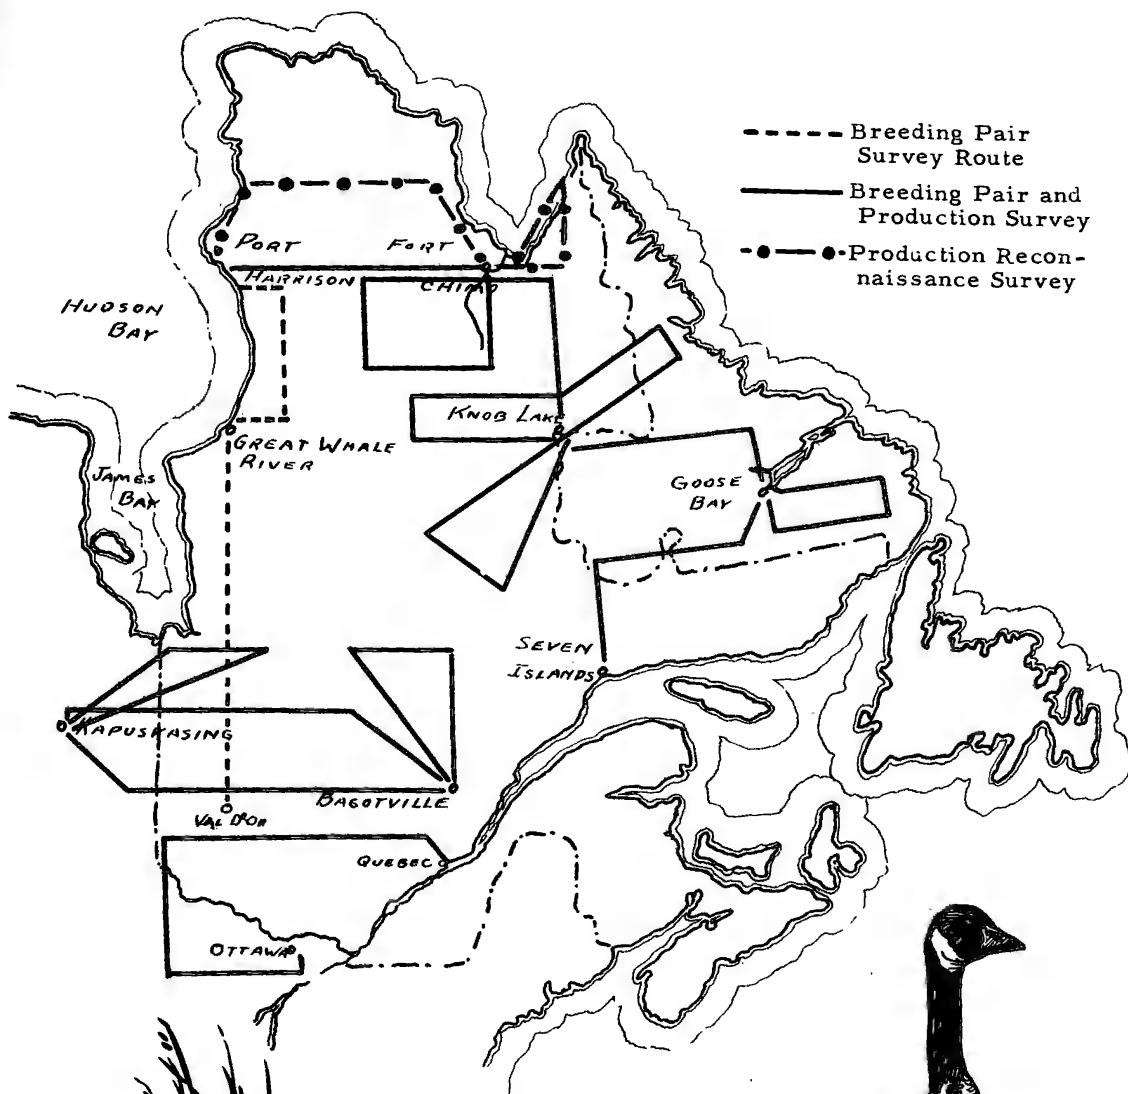 Breeding Pair
Survey Route
Breeding Pair and
Production Survey
Production Recon-
naissance Survey
PORT
HARRISON
FORT
CHIMO
HUDSON
BAY
KNOB LAKE
GREAT WHALE
RIVER
JAMES
BAY
GOOSE
BAY
SEVEN
ISLANDS
KAPUSKASING
BAGOTVILLE
VAL D'OR
QUEBEC
OTTAWA